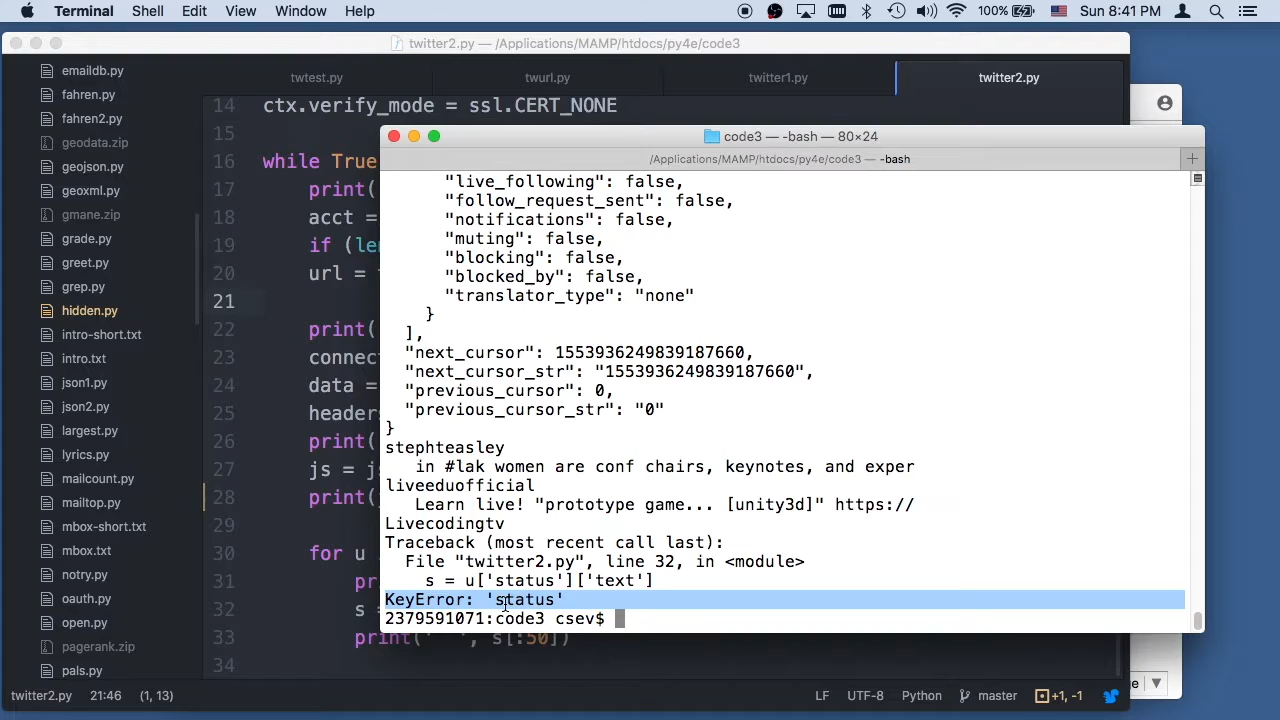 Terminal Shell Edit View Window Help 100% Sun 8:41 PM
twitter2.py — /Applications/MAMP/htdocs/py4e/code3
emaildb.py
fahren.py
fahren2.py
geodata.zip
geojson.py
geoxml.py
gmane.zip
grade.py
greet.py
grep.py
hidden.py
intro-short.txt
intro.txt
json1.py
json2.py
largest.py
lyrics.py
mailcount.py
mailtop.py
mbox-short.txt
mbox.txt
notry.py
oauth.py
open.py
pagerank.zip
pals.py
twtest.py twurl.py twitter1.py twitter2.py
14 ctx.verify_mode = ssl.CERT_NONE
15
16 while True
17 print(
18 acct =
19 if (le
20 url =
21
22 print(
23 connec
24 data =
25 headers
26 print(
27 js =
28 print(
29
30 for u
31 pr
32 s =
33 print(' ', s[:50])
34
code3 — -bash — 80×24
/Applications/MAMP/htdocs/py4e/code3 — -bash +
"live_following": false,
"follow_request_sent": false,
"notifications": false,
"muting": false,
"blocking": false,
"blocked_by": false,
"translator_type": "none"
}
],
"next_cursor": 1553936249839187660,
"next_cursor_str": "1553936249839187660",
"previous_cursor": 0,
"previous_cursor_str": "0"
}
stephteasley
in #lak women are conf chairs, keynotes, and exper
liveeduofficial
Learn live! "prototype game... [unity3d]" https://
Livecodingtv
Traceback (most recent call last):
File "twitter2.py", line 32, in <module>
s = u['status']['text']
KeyError: 'status'
2379591071:code3 csev$
twitter2.py 21:46 (1, 13) LF UTF-8 Python master +1, -1